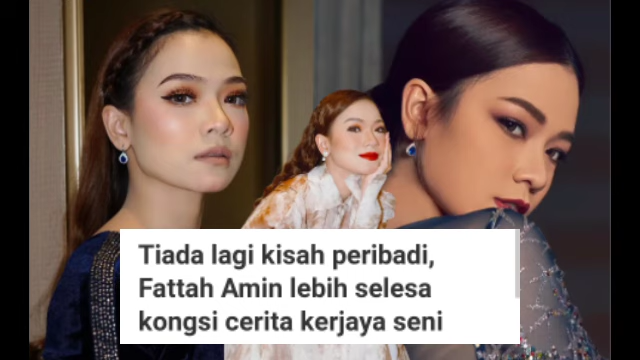 Tiada lagi kisah peribadi,
Fattah Amin lebih selesa
kongsi cerita kerjaya seni